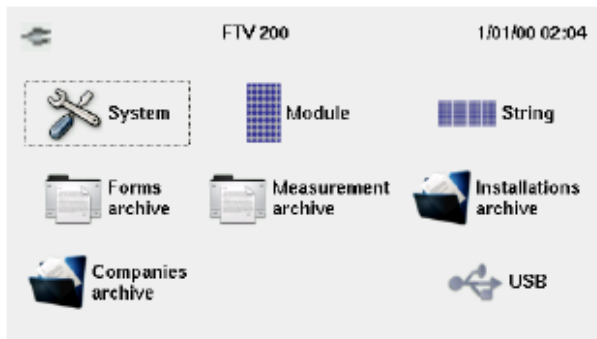 FTV 200 1/01/00 02:04
System Module String
Forms archive Measurement archive Installations archive
Companies archive USB